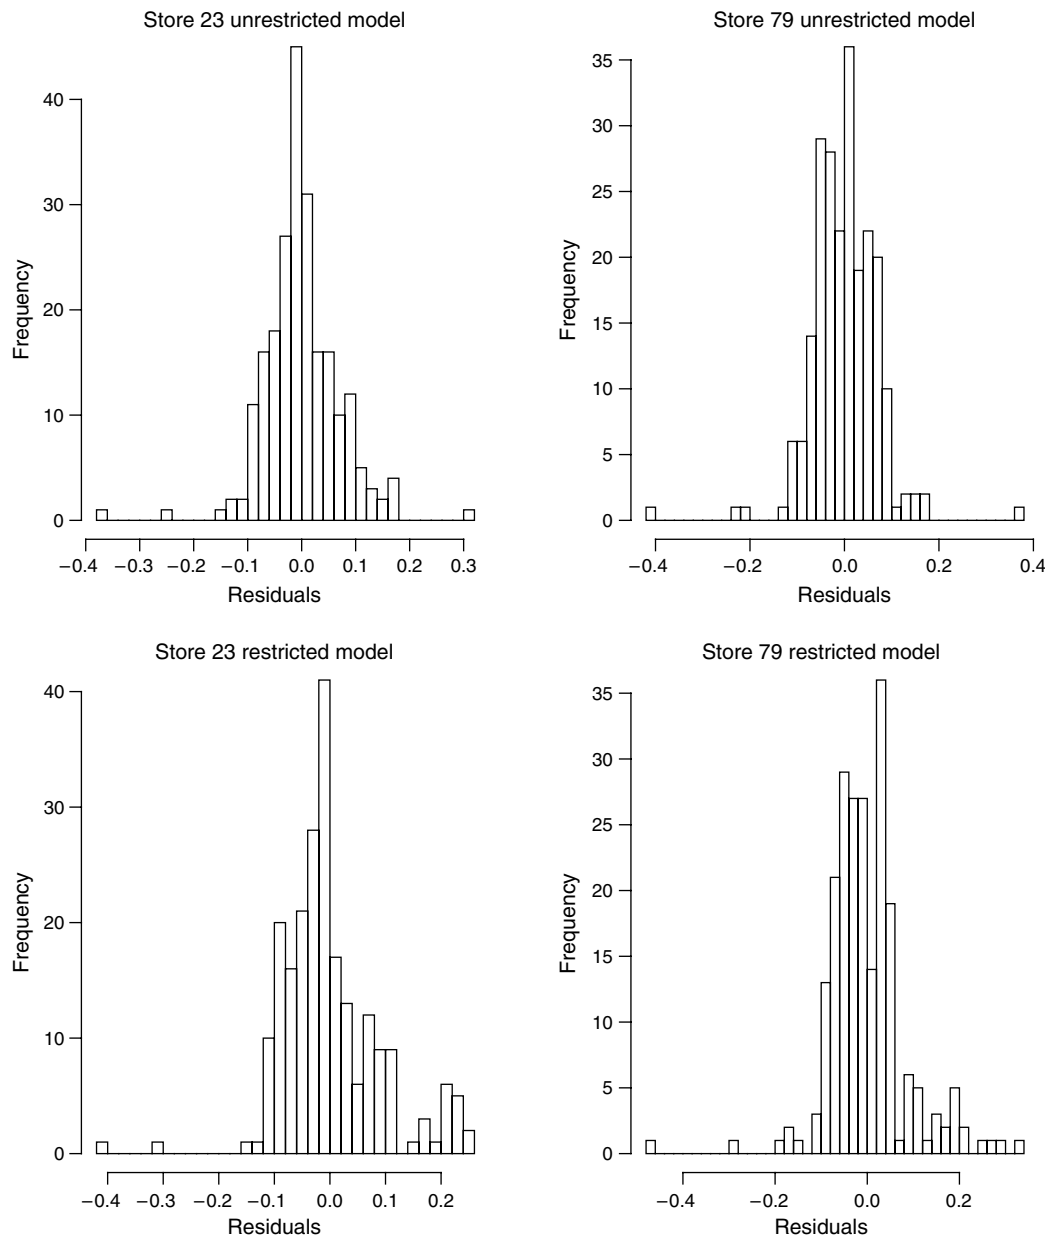 Store 23 unrestricted model
Frequency
40
30
20
10
0
−0.4 −0.3 −0.2 −0.1 0.0 0.1 0.2 0.3
Residuals
Store 79 unrestricted model
Frequency
35
30
25
20
15
10
5
0
−0.4 −0.2 0.0 0.2 0.4
Residuals
Store 23 restricted model
Frequency
40
30
20
10
0
−0.4 −0.3 −0.2 −0.1 0.0 0.1 0.2
Residuals
Store 79 restricted model
Frequency
35
30
25
20
15
10
5
0
−0.4 −0.2 0.0 0.2
Residuals